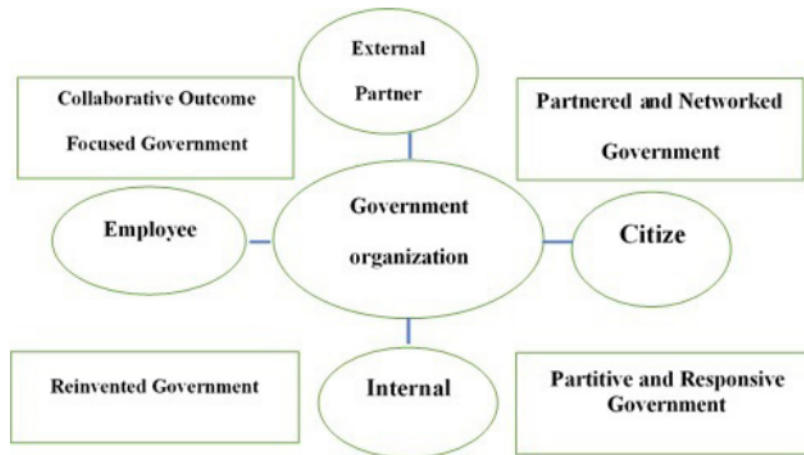 External
Partner
Collaborative Outcome
Focused Government
Partnered and Networked
Government
Employee
Government
organization
Citize
Reinvented Government
Internal
Partitive and Responsive
Government